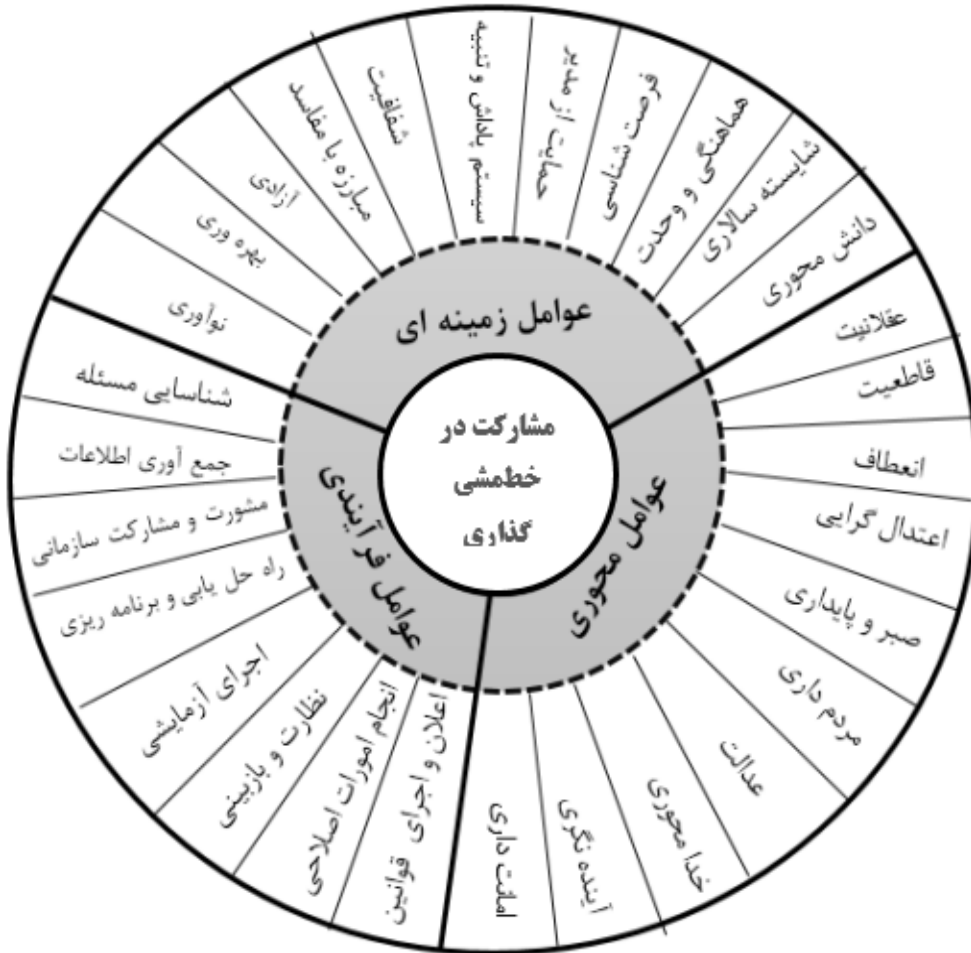 مشارکت در
خط‌مشی
گذاری
عوامل زمینه ای
عوامل محوری
عوامل فرآیندی
نوآوری
بهره وری
آزادی
مبارزه با مفاسد
شفافیت
سیستم پاداش و تنبیه
حمایت از مدیر
فرصت شناسی
هماهنگی و وحدت
شایسته سالاری
دانش محوری
عقلانیت
قاطعیت
انعطاف
اعتدال گرایی
صبر و پایداری
مردم داری
عدالت
خدا محوری
آینده نگری
امانت داری
اعلان و اجرای قوانین
انجام امورات اصلاحی
نظارت و بازبینی
اجرای آزمایشی
راه حل یابی و برنامه ریزی
مشورت و مشارکت سازمانی
جمع آوری اطلاعات
شناسایی مسئله